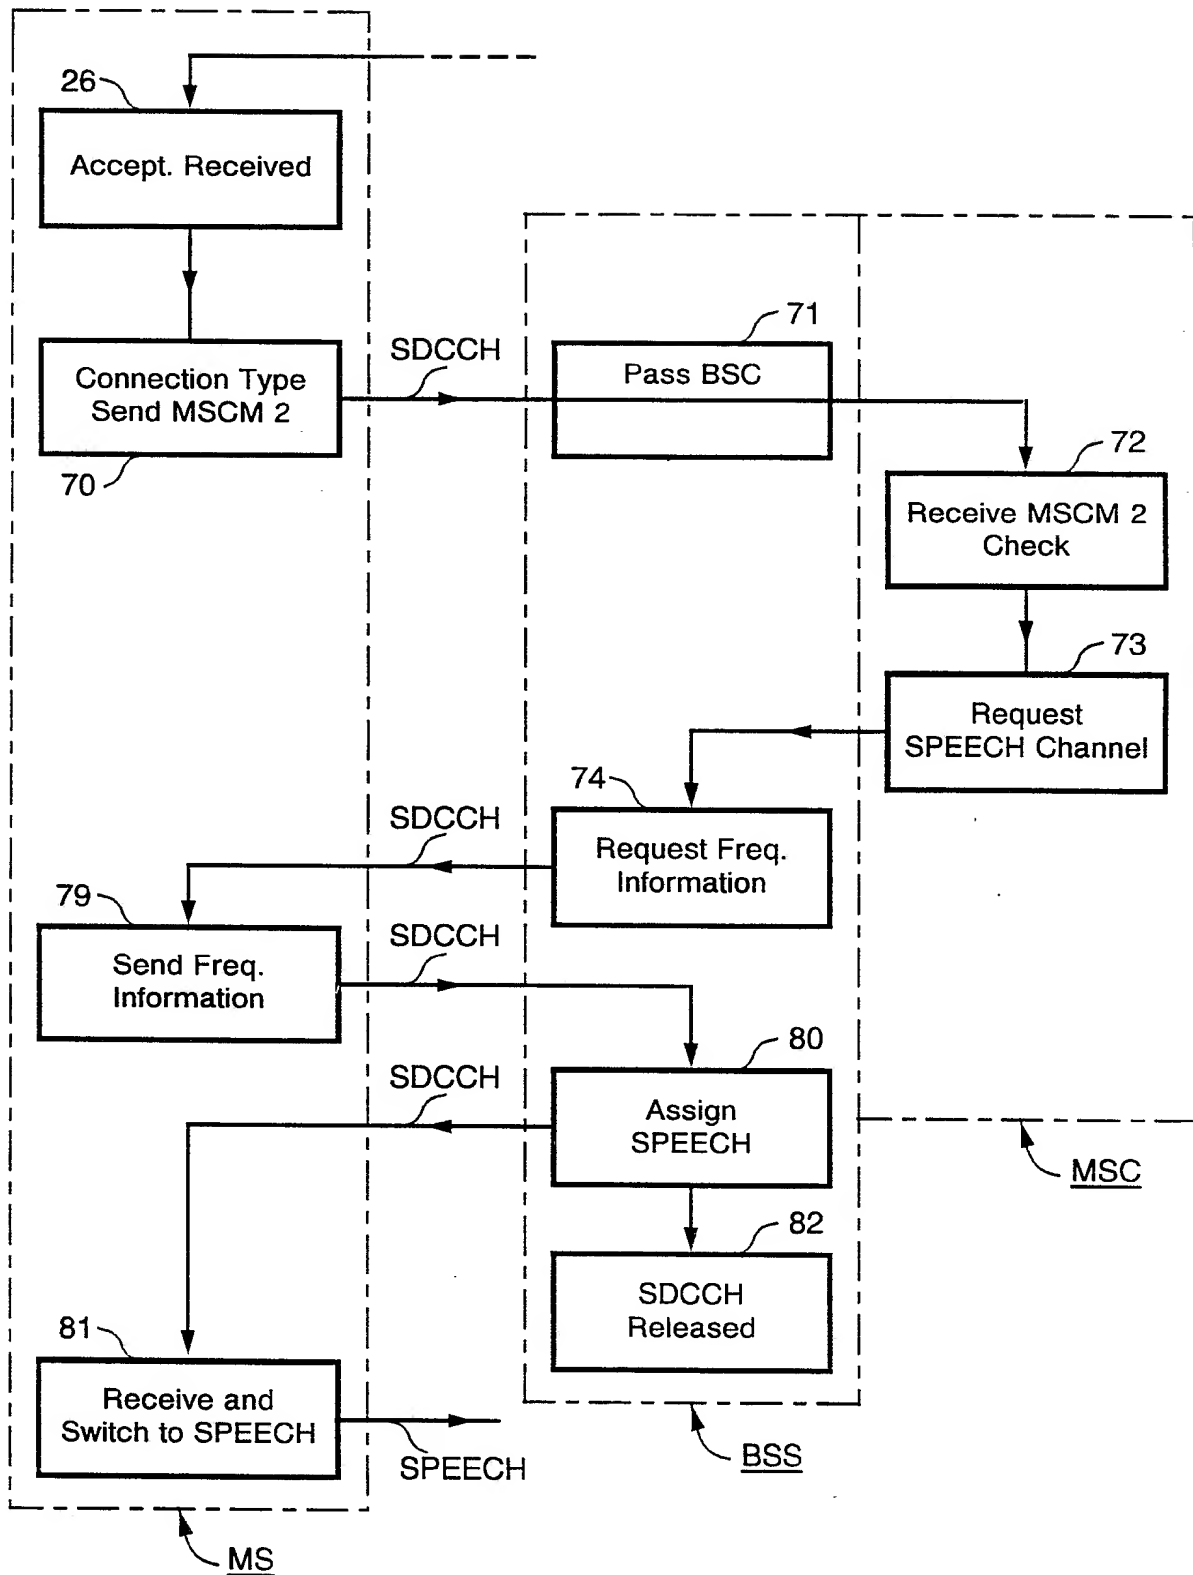 26
Accept. Received
Connection Type
Send MSCM 2
70
SDCCH
71
Pass BSC
72
Receive MSCM 2
Check
73
Request
SPEECH Channel
74
Request Freq.
Information
SDCCH
79
Send Freq.
Information
SDCCH
80
Assign
SPEECH
SDCCH
MSC
82
SDCCH
Released
81
Receive and
Switch to SPEECH
SPEECH
BSS
MS